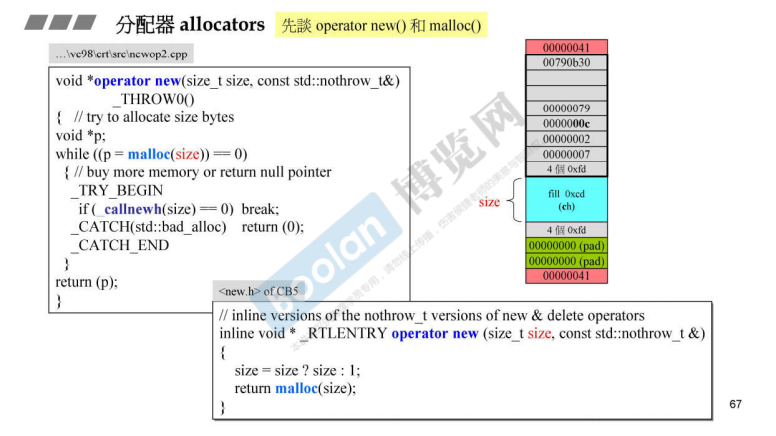 分配器 allocators
先談 operator new() 和 malloc()
…\vc98\crt\src\ncwop2.cpp
void *operator new(size_t size, const std::nothrow_t&)
_THROW0()
{ // try to allocate size bytes
void *p;
while ((p = malloc(size)) == 0)
{ // buy more memory or return null pointer
_TRY_BEGIN
if (_callnewh(size) == 0) break;
_CATCH(std::bad_alloc) return (0);
_CATCH_END
}
return (p);
}
00000041
00790b30
00000079
0000000c
00000002
00000007
4 個 0xfd
size
fill 0xcd
(ch)
4 個 0xfd
00000000 (pad)
00000000 (pad)
00000041
<new.h> of CB5
// inline versions of the nothrow_t versions of new & delete operators
inline void * _RTLENTRY operator new (size_t size, const std::nothrow_t &)
{
size = size ? size : 1;
return malloc(size);
}
67
Boolan 博览网